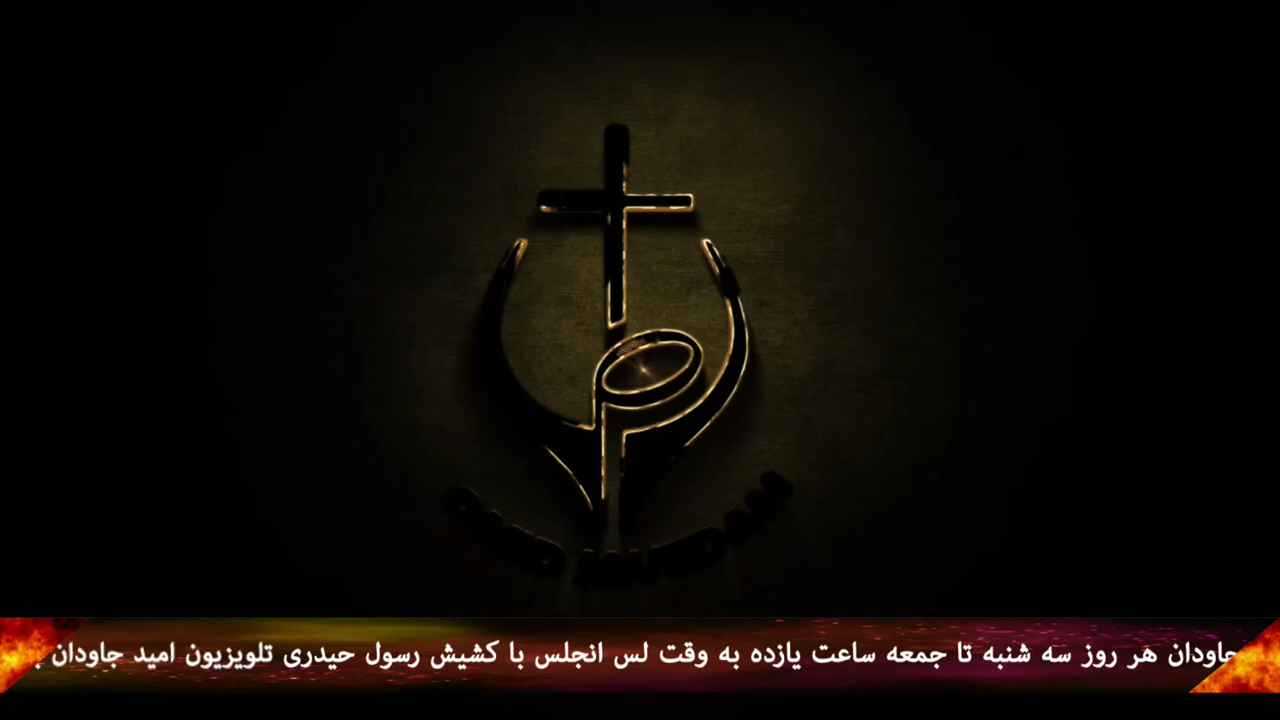 جاودان هر روز سه شنبه تا جمعه ساعت یازده به وقت لس انجلس با کشیش رسول حیدری تلویزیون امید جاودان